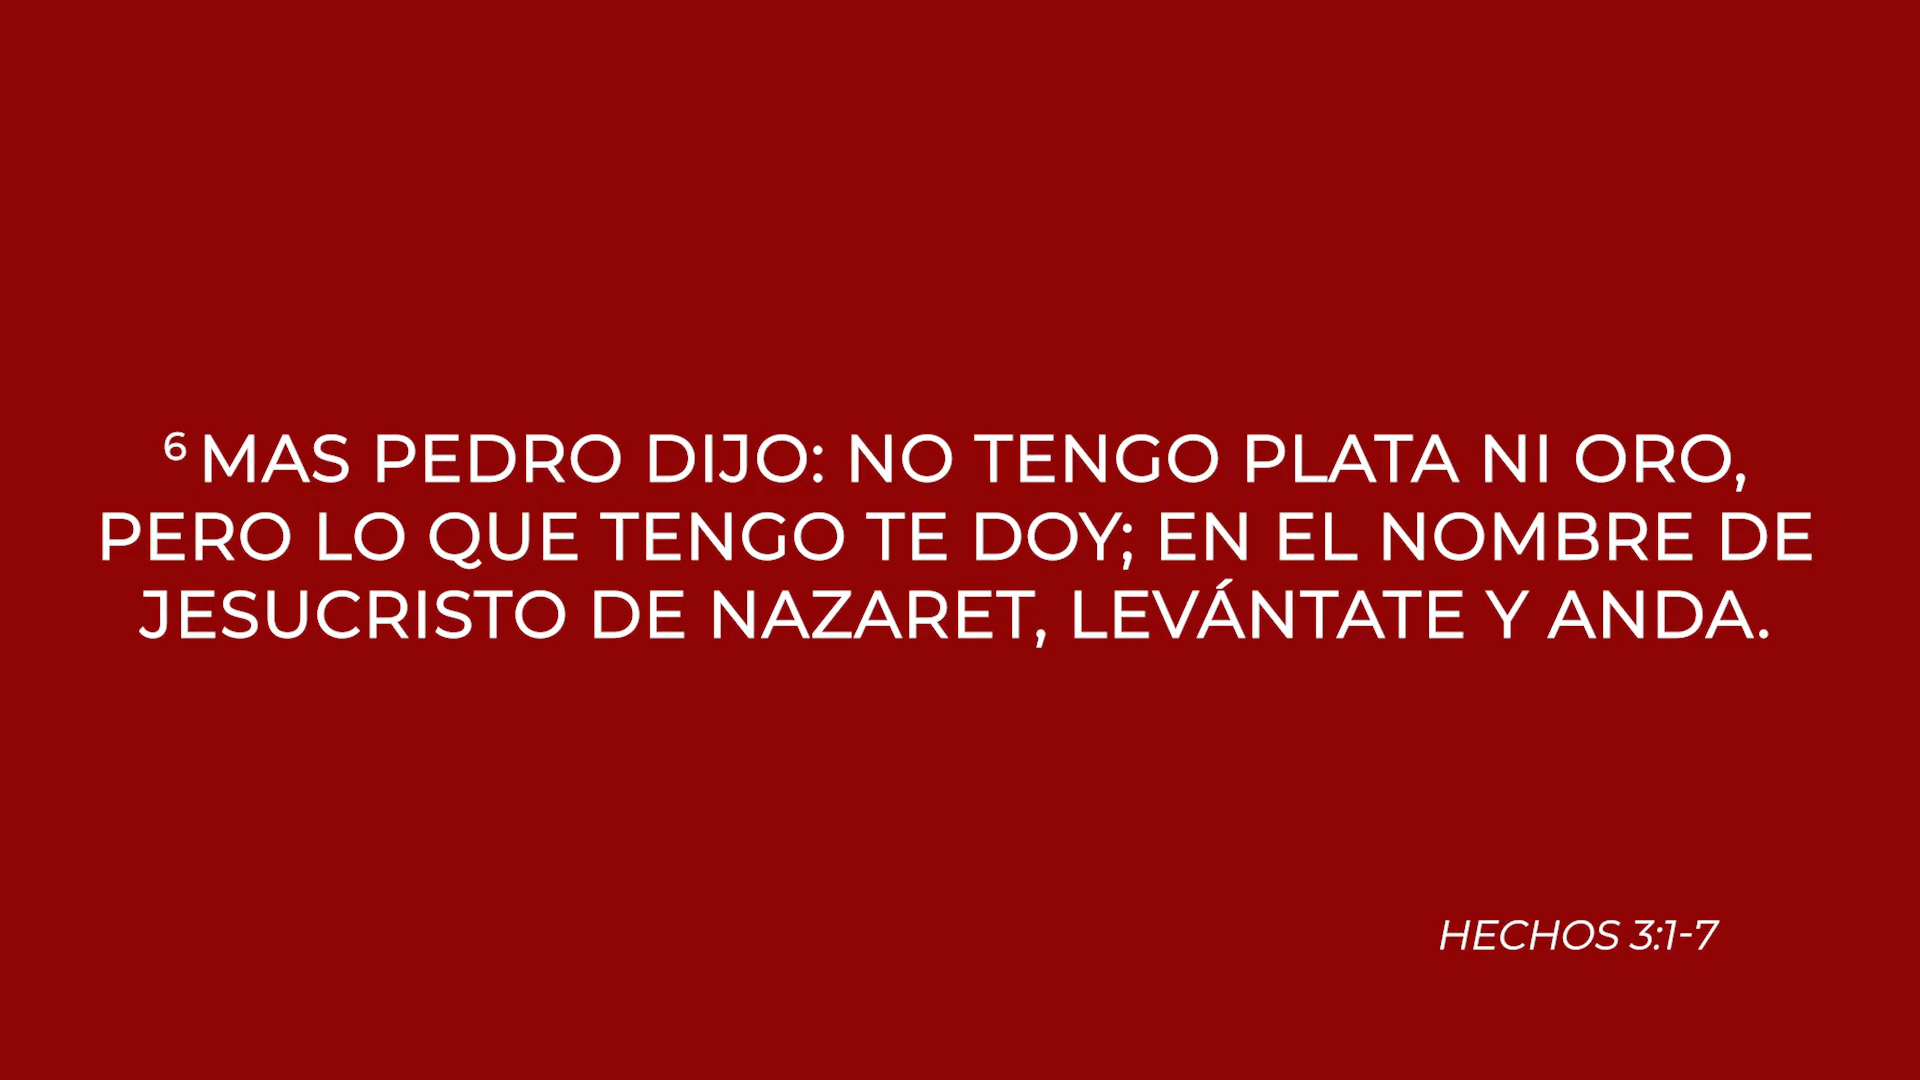 ⁶ MAS PEDRO DIJO: NO TENGO PLATA NI ORO,
PERO LO QUE TENGO TE DOY; EN EL NOMBRE DE
JESUCRISTO DE NAZARET, LEVÁNTATE Y ANDA.
HECHOS 3:1-7